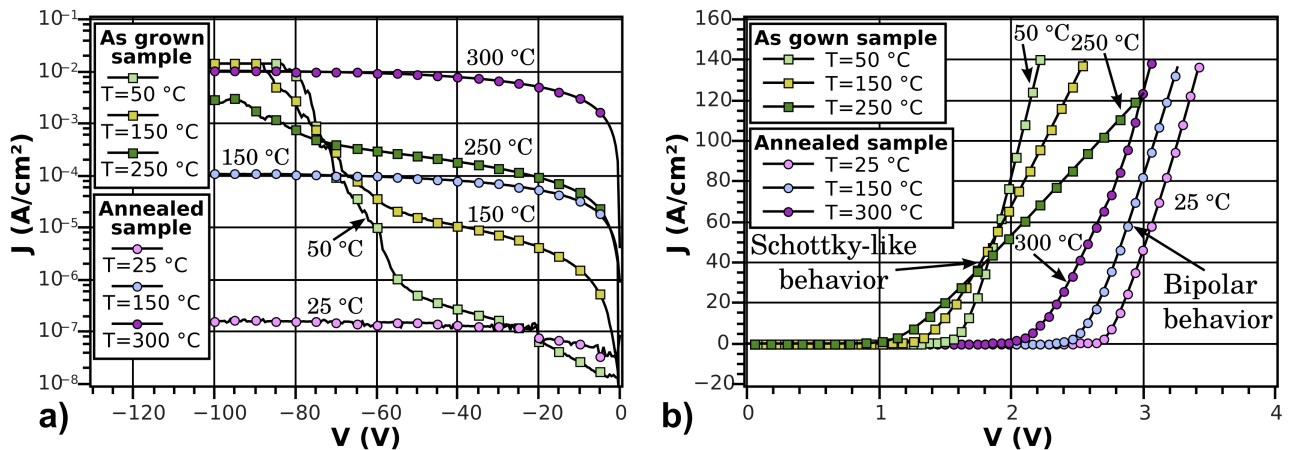 10⁻¹
10⁻²
10⁻³
10⁻⁴
10⁻⁵
10⁻⁶
10⁻⁷
10⁻⁸
J (A/cm²)
As grown
sample
T=50 °C
T=150 °C
T=250 °C
Annealed
sample
T=25 °C
T=150 °C
T=300 °C
300 °C
250 °C
150 °C
150 °C
50 °C
25 °C
−120 −100 −80 −60 −40 −20 0
V (V)
a)
160
140
120
100
80
60
40
20
0
−20
J (A/cm²)
As gown sample
T=50 °C
T=150 °C
T=250 °C
Annealed sample
T=25 °C
T=150 °C
T=300 °C
50 °C
250 °C
25 °C
300 °C
Schottky-like
behavior
Bipolar
behavior
0 1 2 3 4
V (V)
b)